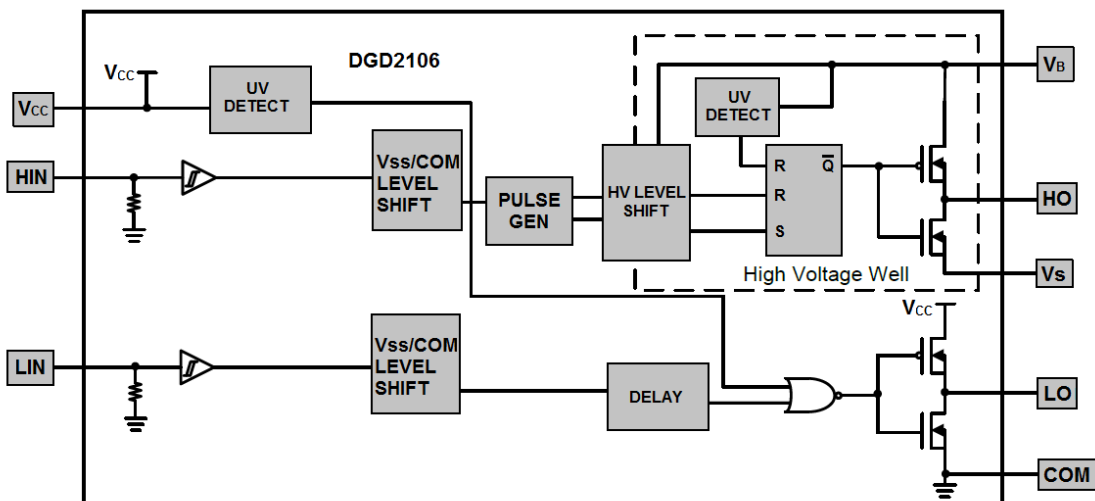 DGD2106
VCC
VCC
UV
DETECT
VB
UV
DETECT
HIN
Vss/COM
LEVEL
SHIFT
PULSE
GEN
HV LEVEL
SHIFT
R
Q
R
S
HO
High Voltage Well
Vs
VCC
LIN
Vss/COM
LEVEL
SHIFT
DELAY
LO
COM